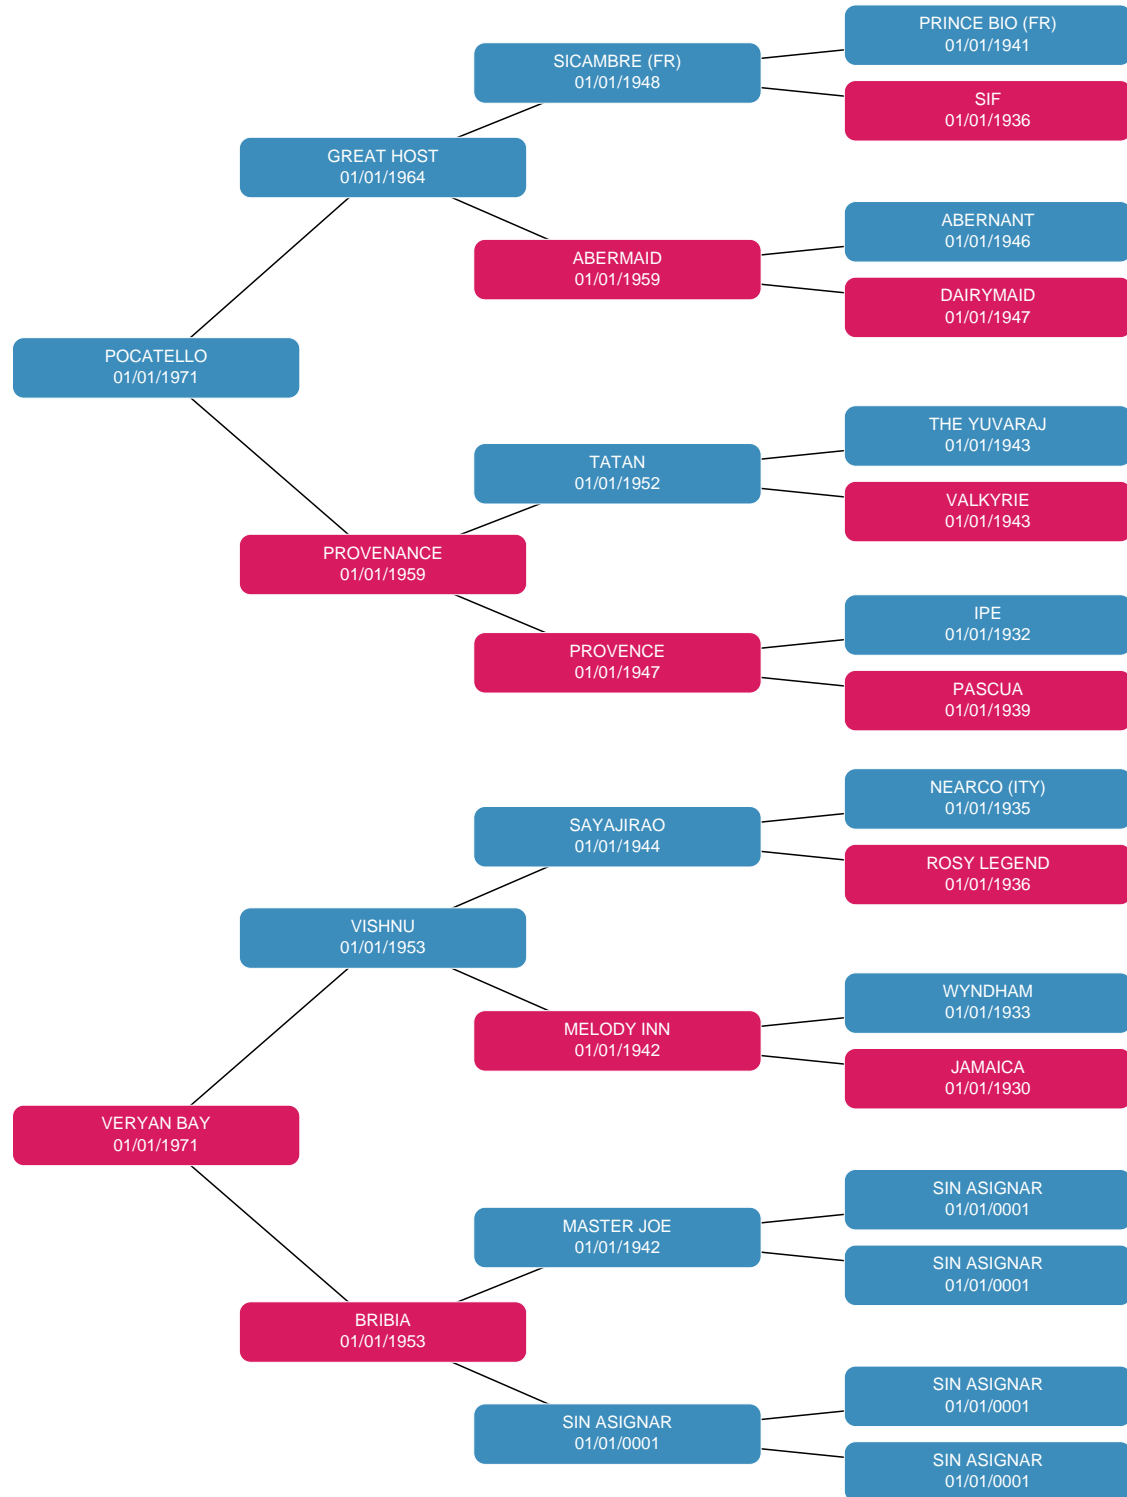 PRINCE BIO (FR)
01/01/1941
SICAMBRE (FR)
01/01/1948
SIF
01/01/1936
GREAT HOST
01/01/1964
ABERNANT
01/01/1946
ABERMAID
01/01/1959
DAIRYMAID
01/01/1947
POCATELLO
01/01/1971
THE YUVARAJ
01/01/1943
TATAN
01/01/1952
VALKYRIE
01/01/1943
PROVENANCE
01/01/1959
IPE
01/01/1932
PROVENCE
01/01/1947
PASCUA
01/01/1939
NEARCO (ITY)
01/01/1935
SAYAJIRAO
01/01/1944
ROSY LEGEND
01/01/1936
VISHNU
01/01/1953
WYNDHAM
01/01/1933
MELODY INN
01/01/1942
JAMAICA
01/01/1930
VERYAN BAY
01/01/1971
SIN ASIGNAR
01/01/0001
MASTER JOE
01/01/1942
SIN ASIGNAR
01/01/0001
BRIBIA
01/01/1953
SIN ASIGNAR
01/01/0001
SIN ASIGNAR
01/01/0001
SIN ASIGNAR
01/01/0001